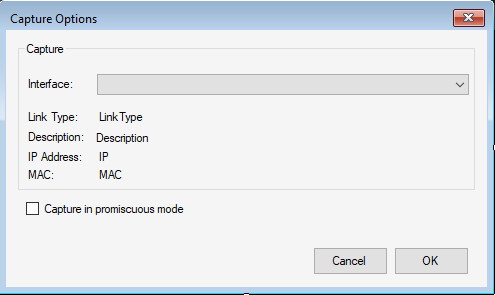 Capture Options
Capture
Interface:
Link Type: LinkType
Description: Description
IP Address: IP
MAC: MAC
Capture in promiscuous mode
Cancel OK